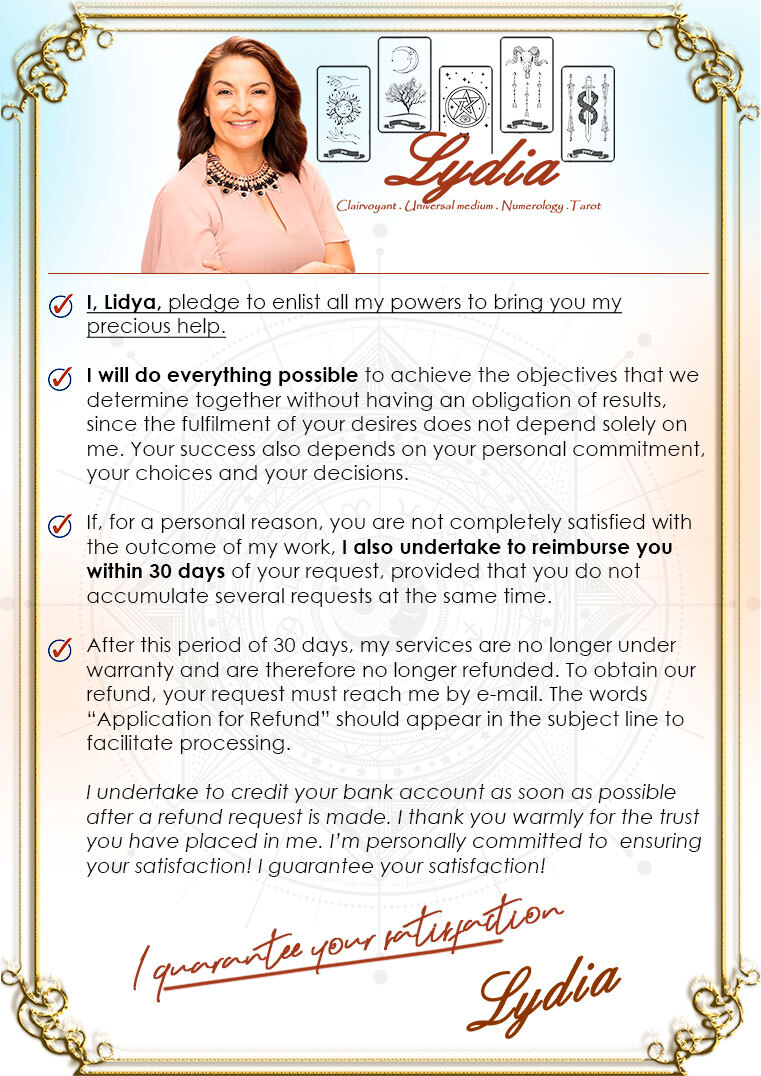 Lydia
Clairvoyant . Universal medium . Numerology .Tarot
I, Lidya, pledge to enlist all my powers to bring you my
precious help.
I will do everything possible to achieve the objectives that we
determine together without having an obligation of results,
since the fulfilment of your desires does not depend solely on
me. Your success also depends on your personal commitment,
your choices and your decisions.
If, for a personal reason, you are not completely satisfied with
the outcome of my work, I also undertake to reimburse you
within 30 days of your request, provided that you do not
accumulate several requests at the same time.
After this period of 30 days, my services are no longer under
warranty and are therefore no longer refunded. To obtain our
refund, your request must reach me by e-mail. The words
“Application for Refund” should appear in the subject line to
facilitate processing.
I undertake to credit your bank account as soon as possible
after a refund request is made. I thank you warmly for the trust
you have placed in me. I’m personally committed to  ensuring
your satisfaction! I guarantee your satisfaction!
I guarantee your satisfaction
Lydia